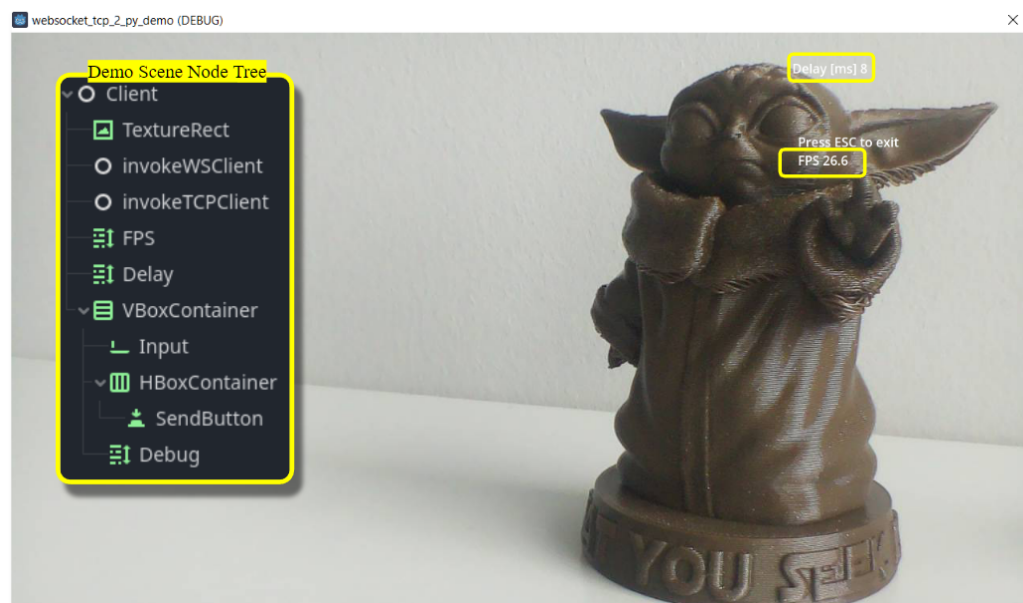 websocket_tcp_2_py_demo (DEBUG)
Demo Scene Node Tree
Client
TextureRect
invokeWSClient
invokeTCPClient
FPS
Delay
VBoxContainer
Input
HBoxContainer
SendButton
Debug
Delay [ms] 8
Press ESC to exit
FPS 26.6
YOU SEEK